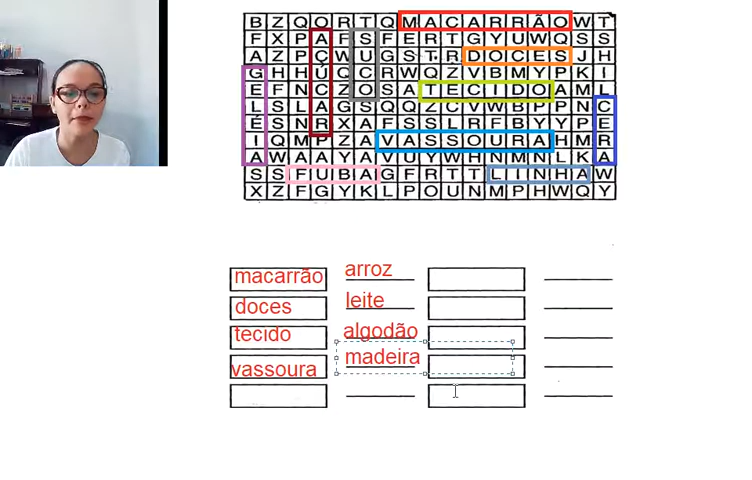 B Z Q O R T Q M A C A R R Ã O W T
F X P A F S F E R T G Y U W Q S S
A Z P Ç W U G S T R D O C E S J H
G H H Ú Q C R W Q Z V B M Y P K I
E F N C Z O S A T E C I D O A M L
L S L A G S Q Q Z C V W S P P N C
É S N R X A F S S L R F B Y Y P E
I Q M P Z A V A S S O U R A H M R
A W A A Y A V U Y W H N M N L K A
S S F U B A G F R T T L I N H A W
X Z F G Y K L P O U N M P H W Q Y
macarrão arroz
doces leite
tecido algodão
vassoura madeira